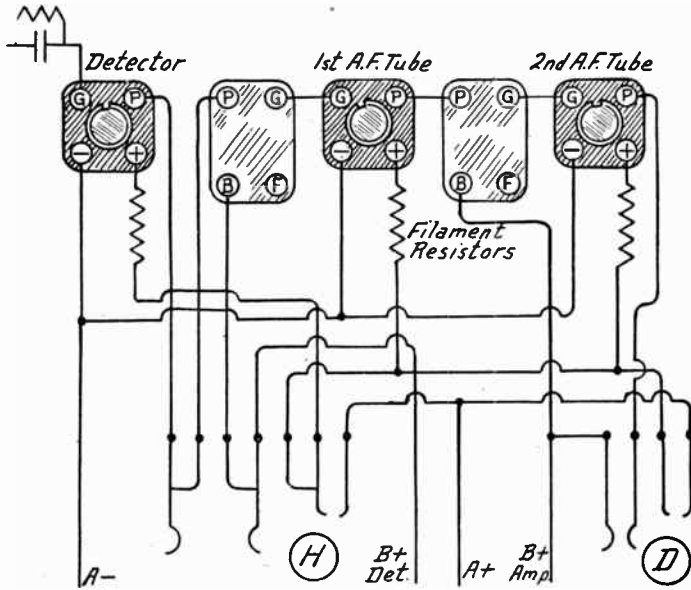 Detector
1st A.F. Tube
2nd A.F. Tube
G P
P G
G P
P G
G P
− +
B F
− +
B F
− +
Filament
Resistors
H
B+
Det.
A+
B+
Amp.
D
A−